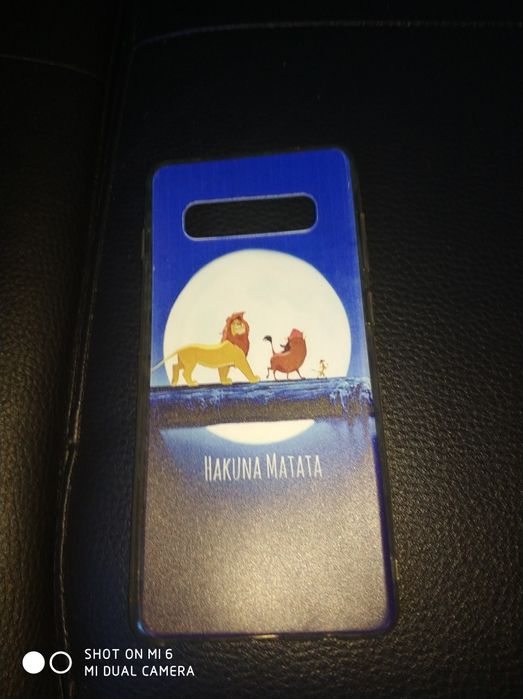 HAKUNA MATATA
SHOT ON MI 6
MI DUAL CAMERA